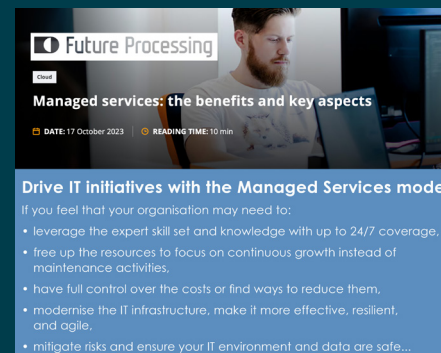 Future Processing
Cloud
Managed services: the benefits and key aspects
DATE: 17 October 2023 | READING TIME: 10 min
Drive IT initiatives with the Managed Services mode
If you feel that your organisation may need to:
• leverage the expert skill set and knowledge with up to 24/7 coverage,
• free up the resources to focus on continuous growth instead of
maintenance activities,
• have full control over the costs or find ways to reduce them,
• modernise the IT infrastructure, make it more effective, resilient,
and agile,
• mitigate risks and ensure your IT environment and data are safe...